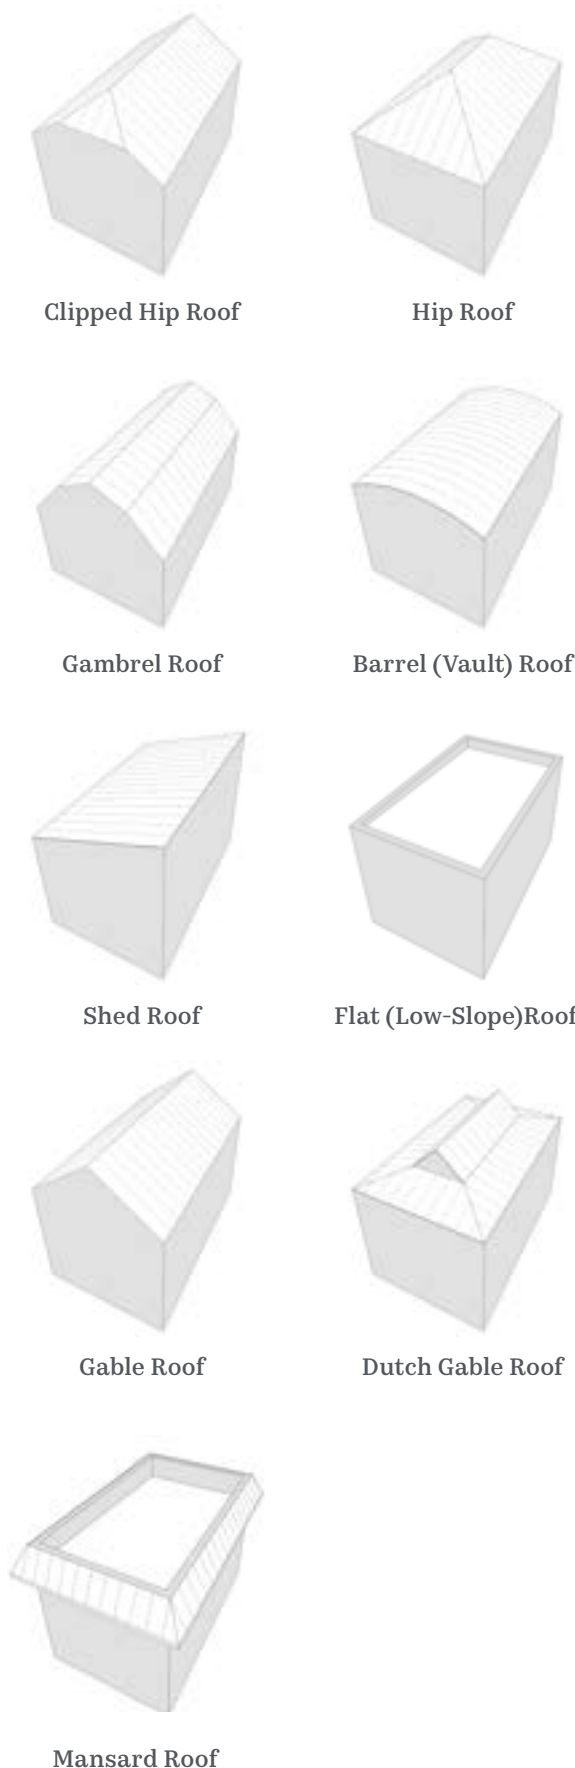 Clipped Hip Roof
Hip Roof
Gambrel Roof
Barrel (Vault) Roof
Shed Roof
Flat (Low-Slope)Roof
Gable Roof
Dutch Gable Roof
Mansard Roof